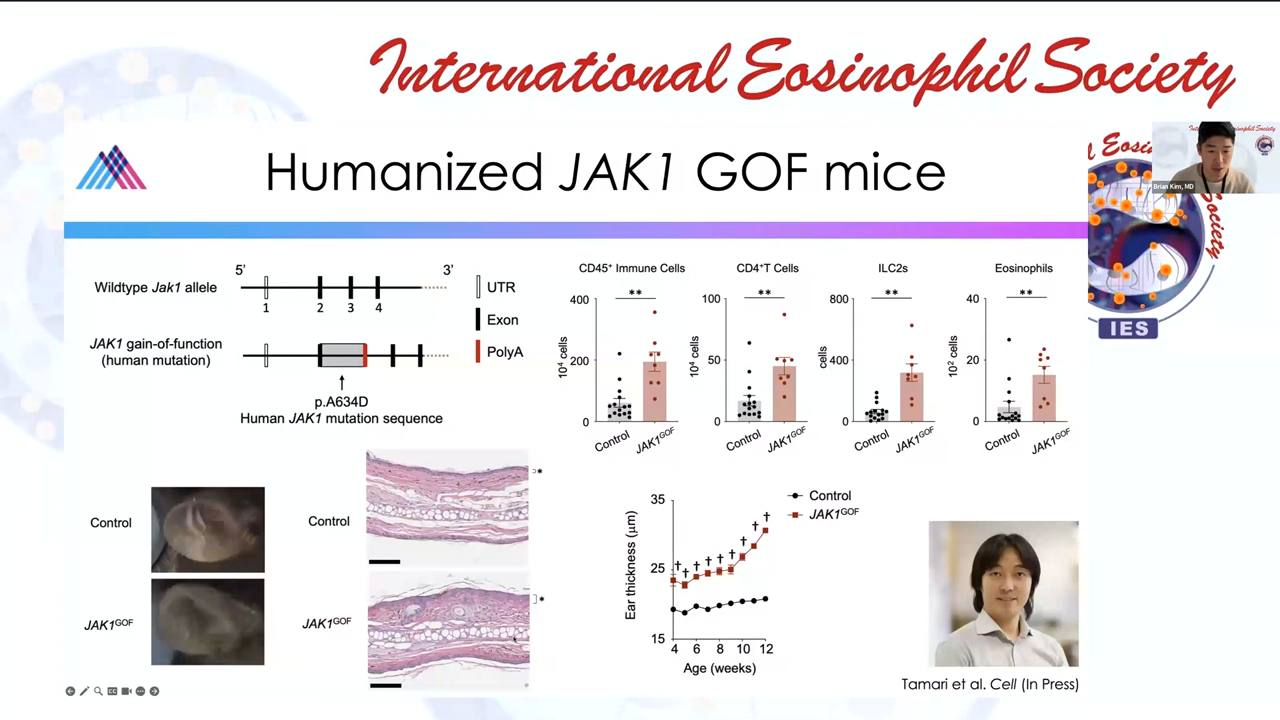 International Eosinophil Society
Humanized JAK1 GOF mice
Brian Kim, MD
Society
IES
5’
3’
Wildtype Jak1 allele
1
2
3
4
JAK1 gain-of-function
(human mutation)
p.A634D
Human JAK1 mutation sequence
UTR
Exon
PolyA
CD45+ Immune Cells
**
400
200
0
10⁴ cells
Control
JAK1GOF
CD4+T Cells
**
100
50
0
10⁴ cells
Control
JAK1GOF
ILC2s
**
800
400
0
cells
Control
JAK1GOF
Eosinophils
**
40
20
0
10² cells
Control
JAK1GOF
Control
JAK1GOF
Control
*
JAK1GOF
*
35
25
15
Ear thickness (μm)
† † † † † † † † †
4 6 8 10 12
Age (weeks)
Control
JAK1GOF
Tamari et al. Cell (In Press)